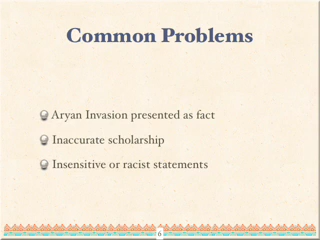 Common Problems
Aryan Invasion presented as fact
Inaccurate scholarship
Insensitive or racist statements
6